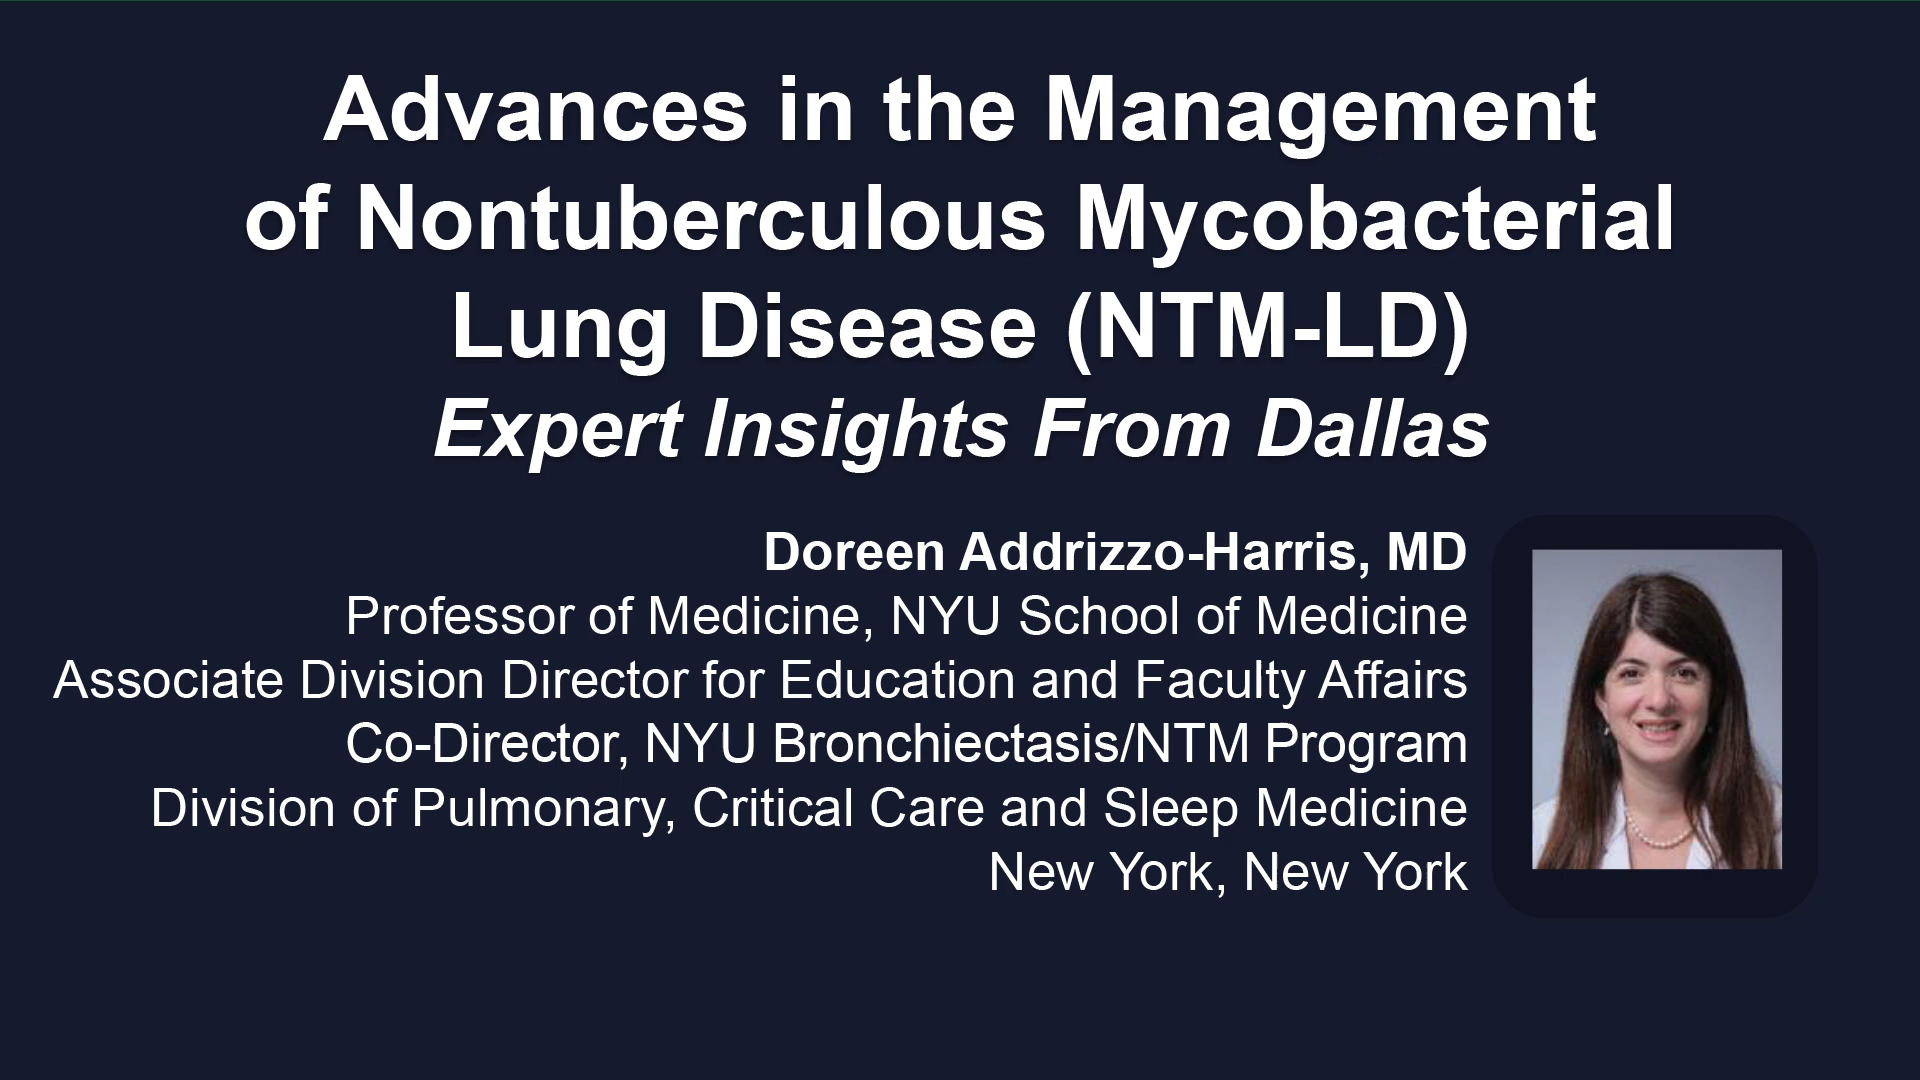 Advances in the Management
of Nontuberculous Mycobacterial
Lung Disease (NTM-LD)
Expert Insights From Dallas
Doreen Addrizzo-Harris, MD
Professor of Medicine, NYU School of Medicine
Associate Division Director for Education and Faculty Affairs
Co-Director, NYU Bronchiectasis/NTM Program
Division of Pulmonary, Critical Care and Sleep Medicine
New York, New York